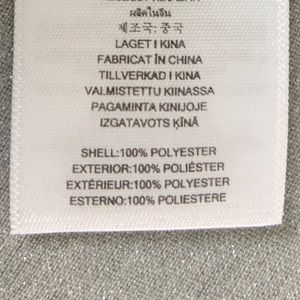 ผลิตในจีน
제조국: 중국
LAGET I KINA
FABRICAT IN CHINA
TILLVERKAD I KINA
VALMISTETTU KIINASSA
PAGAMINTA KINIJOJE
IZGATAVOTS ĶĪNĀ
SHELL:100% POLYESTER
EXTERIOR:100% POLIÉSTER
EXTÉRIEUR:100% POLYESTER
ESTERNO:100% POLIESTERE